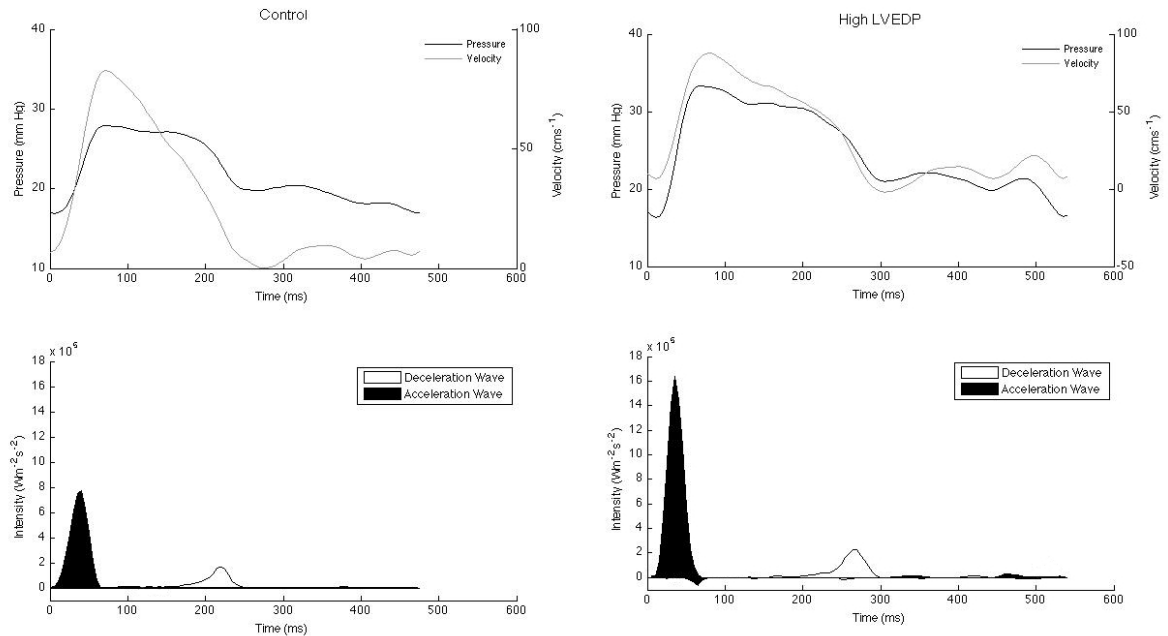 Control
High LVEDP
40
30
20
10
Pressure (mm Hg)
Pressure
Velocity
100
50
0
Velocity (cms⁻¹)
0 100 200 300 400 500 600
Time (ms)
40
30
20
10
Pressure (mm Hg)
Pressure
Velocity
100
50
0
-50
Velocity (cms⁻¹)
0 100 200 300 400 500 600
Time (ms)
x 10⁵
18
16
14
12
10
8
6
4
2
0
Intensity (Wm⁻²s⁻²)
Deceleration Wave
Acceleration Wave
0 100 200 300 400 500 600
Time (ms)
x 10⁵
18
16
14
12
10
8
6
4
2
0
Intensity (Wm⁻²s⁻²)
Deceleration Wave
Acceleration Wave
0 100 200 300 400 500 600
Time (ms)